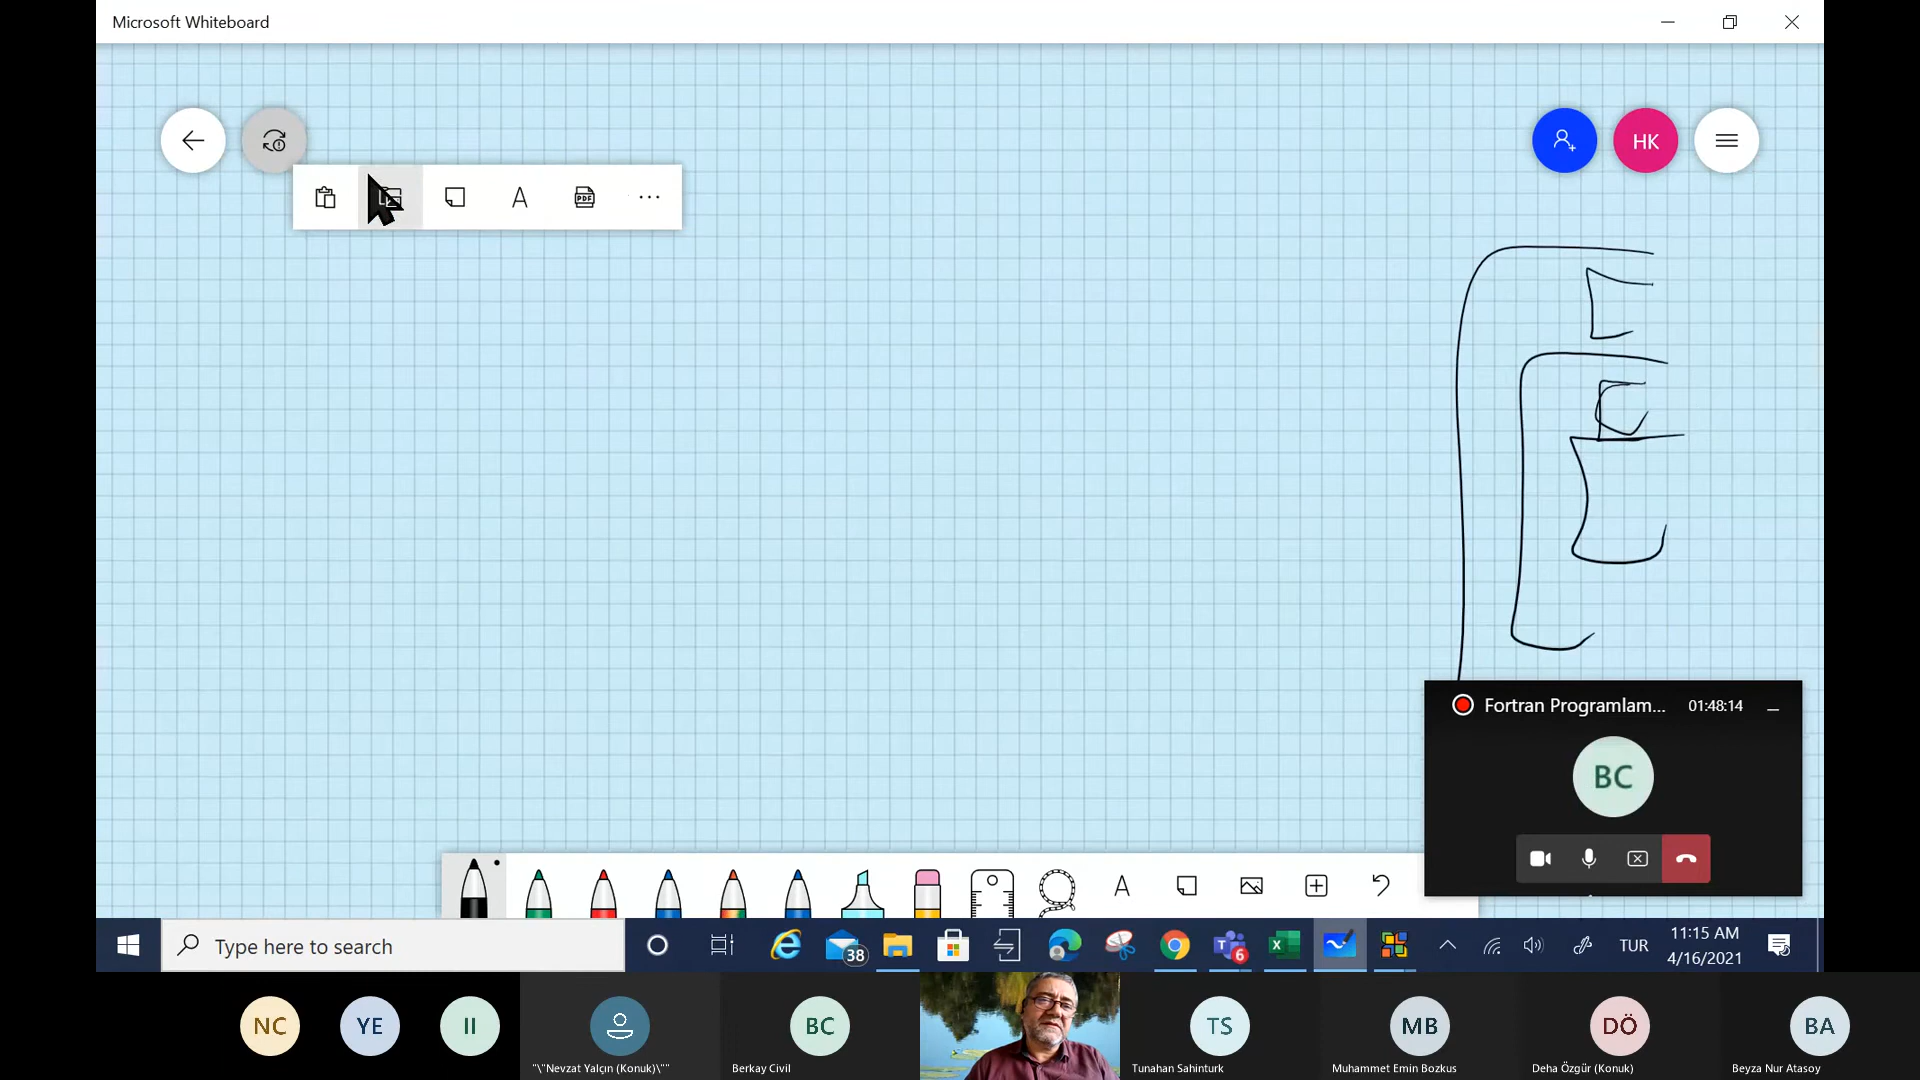 Microsoft Whiteboard
HK
A
PDF
Fortran Programlam...
01:48:14
BC
A
Type here to search
38
6
TUR
11:15 AM
4/16/2021
NC
YE
II
BC
TS
MB
DÖ
BA
"\"Nevzat Yalçın (Konuk)\""
Berkay Civil
Tunahan Sahinturk
Muhammet Emin Bozkus
Deha Özgür (Konuk)
Beyza Nur Atasoy